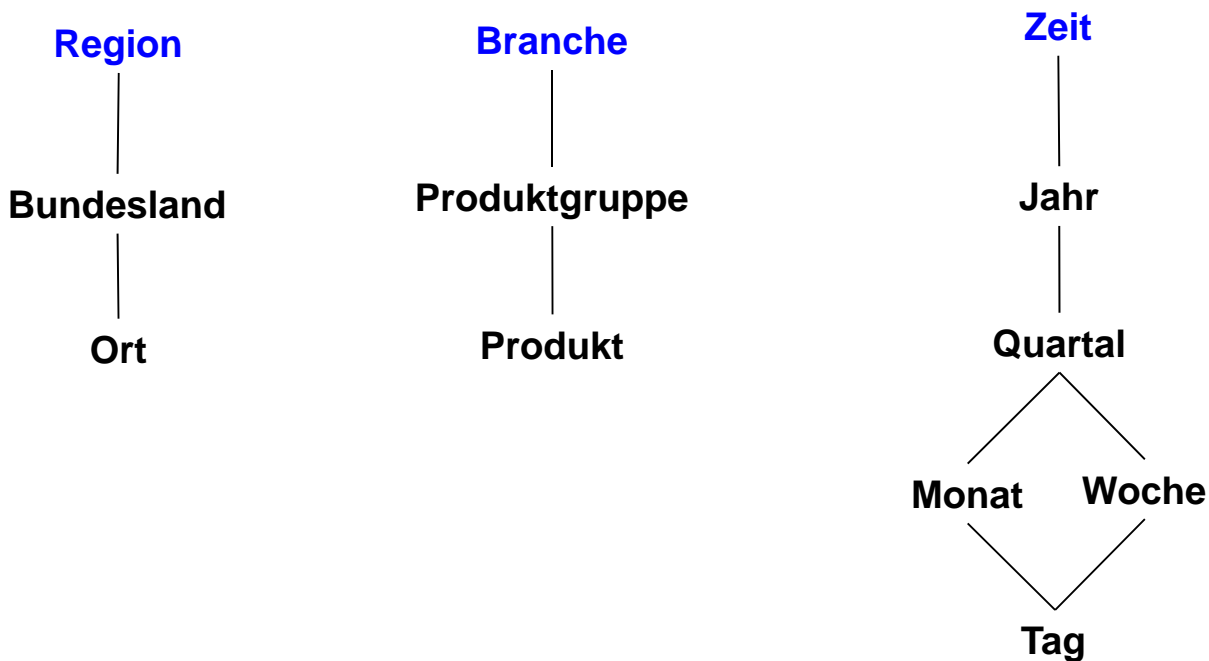 Region
Branche
Zeit
Bundesland
Produktgruppe
Jahr
Ort
Produkt
Quartal
Monat
Woche
Tag